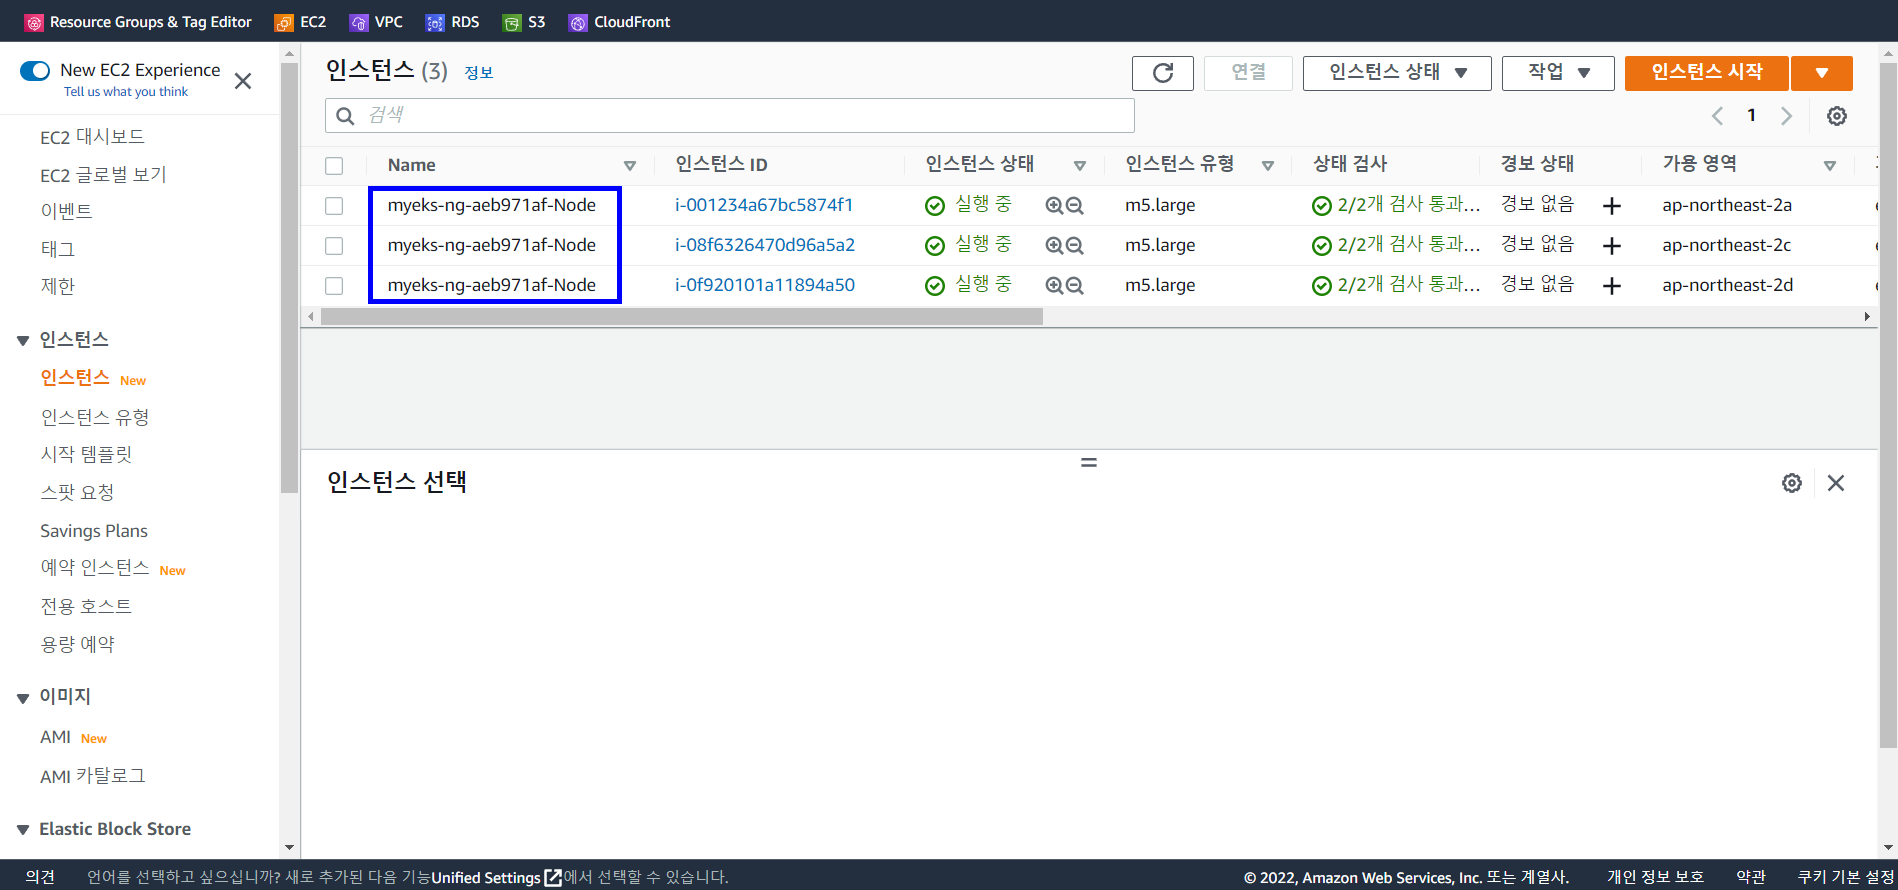 Resource Groups & Tag Editor EC2 VPC RDS S3 CloudFront
New EC2 Experience
Tell us what you think
EC2 대시보드
EC2 글로벌 보기
이벤트
태그
제한
인스턴스
인스턴스 New
인스턴스 유형
시작 템플릿
스팟 요청
Savings Plans
예약 인스턴스 New
전용 호스트
용량 예약
이미지
AMI New
AMI 카탈로그
Elastic Block Store
인스턴스 (3) 정보
연결 인스턴스 상태 작업 인스턴스 시작
검색
1
Name 인스턴스 ID 인스턴스 상태 인스턴스 유형 상태 검사 경보 상태 가용 영역
myeks-ng-aeb971af-Node i-001234a67bc5874f1 실행 중 m5.large 2/2개 검사 통과... 경보 없음 + ap-northeast-2a
myeks-ng-aeb971af-Node i-08f6326470d96a5a2 실행 중 m5.large 2/2개 검사 통과... 경보 없음 + ap-northeast-2c
myeks-ng-aeb971af-Node i-0f920101a11894a50 실행 중 m5.large 2/2개 검사 통과... 경보 없음 + ap-northeast-2d
인스턴스 선택
의견 언어를 선택하고 싶으십니까? 새로 추가된 다음 기능Unified Settings에서 선택할 수 있습니다. © 2022, Amazon Web Services, Inc. 또는 계열사. 개인 정보 보호 약관 쿠키 기본 설정